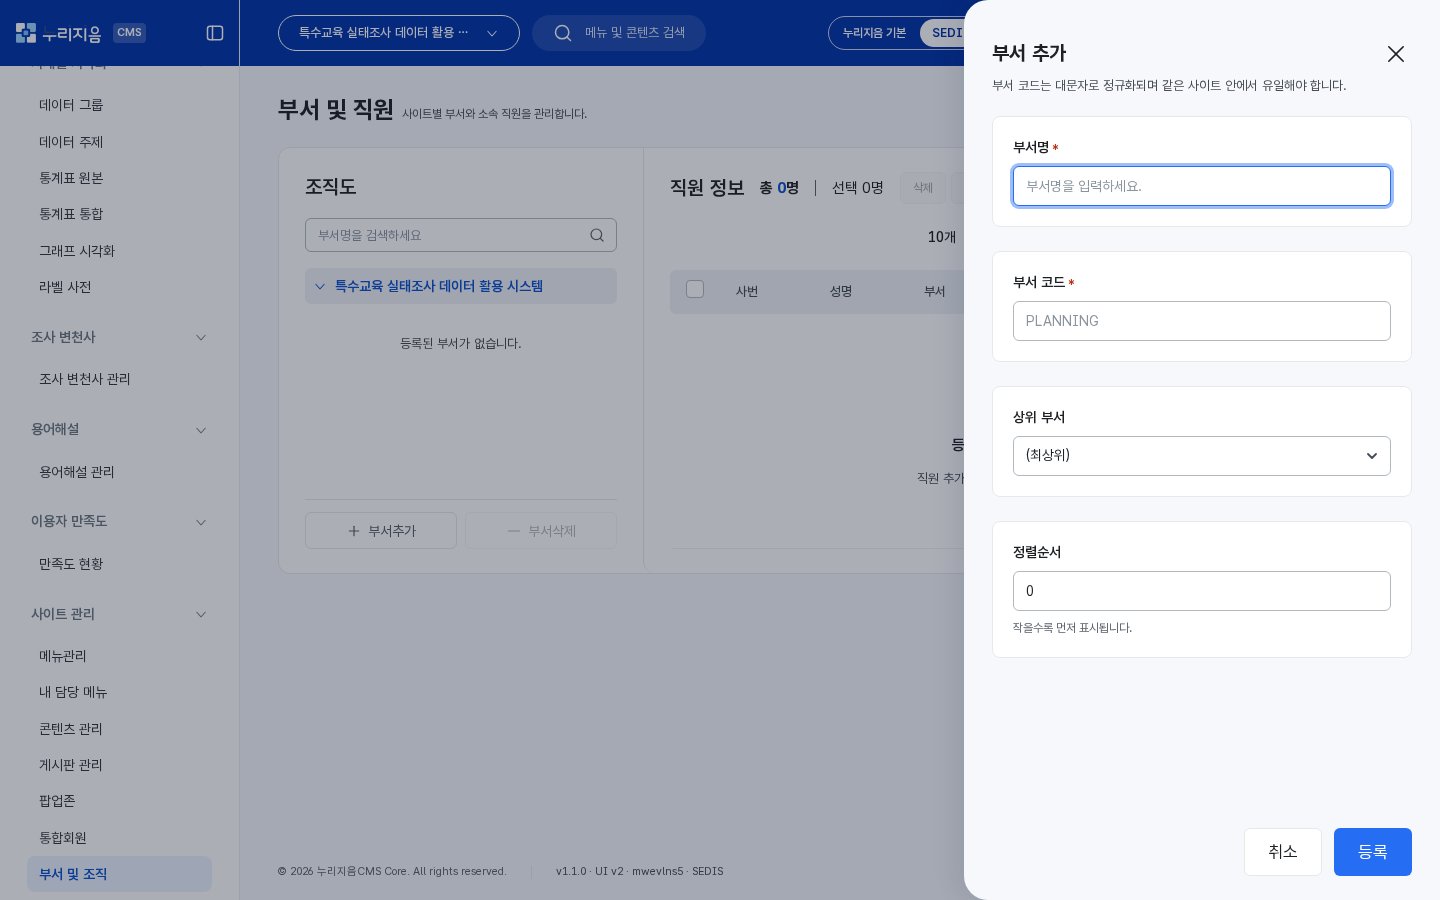 누리지음 CMS
특수교육 실태조사 데이터 활용 ···
메뉴 및 콘텐츠 검색
누리지음 기본
데이터 그룹
데이터 주제
통계표 원본
통계표 통합
그래프 시각화
라벨 사전
조사 변천사
조사 변천사 관리
용어해설
용어해설 관리
이용자 만족도
만족도 현황
사이트 관리
메뉴관리
내 담당 메뉴
콘텐츠 관리
게시판 관리
팝업존
통합회원
부서 및 조직
부서 및 직원 사이트별 부서와 소속 직원을 관리합니다.
조직도
부서명을 검색하세요
특수교육 실태조사 데이터 활용 시스템
등록된 부서가 없습니다.
부서추가
부서삭제
직원 정보 총 0명 | 선택 0명 삭제
10개
사번 성명 부서
직원 추가
© 2026 누리지음CMS Core. All rights reserved.
v1.1.0 · UI v2 · mwevlns5 · SEDIS
부서 추가
부서 코드는 대문자로 정규화되며 같은 사이트 안에서 유일해야 합니다.
부서명 *
부서명을 입력하세요.
부서 코드 *
PLANNING
상위 부서
(최상위)
정렬순서
0
작을수록 먼저 표시됩니다.
취소
등록